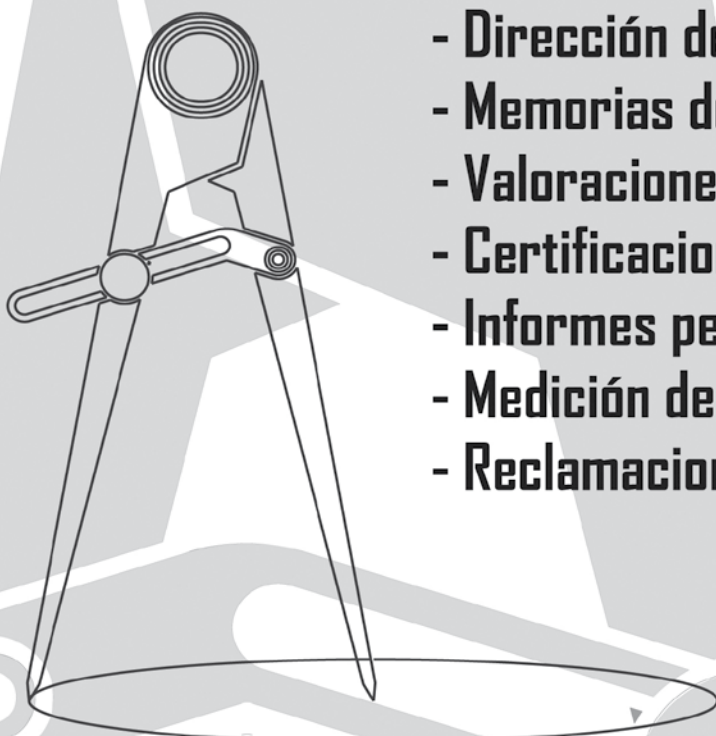 - Dirección de
- Memorias d
- Valoracione
- Certificacio
- Informes pe
- Medición de
- Reclamacion